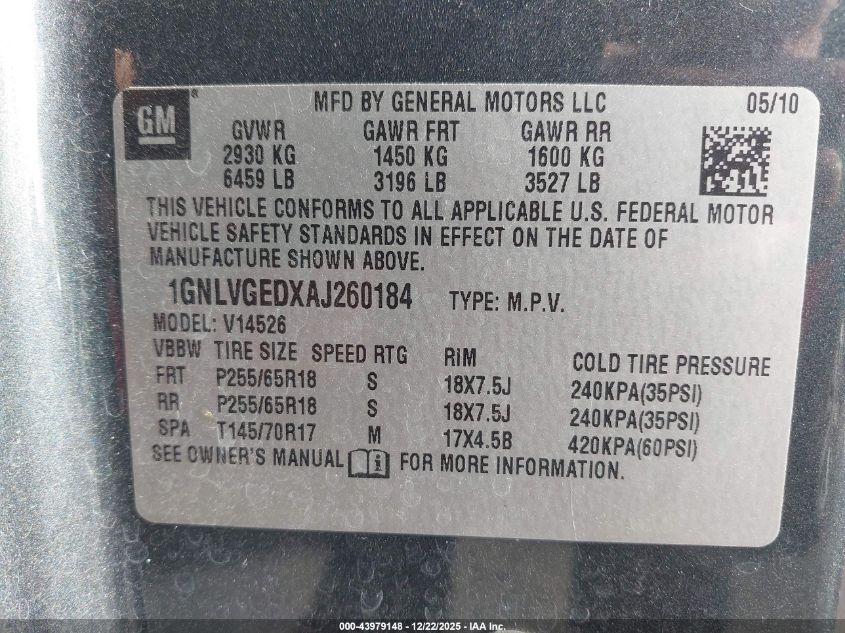 GM ® MFD BY GENERAL MOTORS LLC 05/10
GVWR GAWR FRT GAWR RR
2930 KG 1450 KG 1600 KG
6459 LB 3196 LB 3527 LB
THIS VEHICLE CONFORMS TO ALL APPLICABLE U.S. FEDERAL MOTOR
VEHICLE SAFETY STANDARDS IN EFFECT ON THE DATE OF
MANUFACTURE SHOWN ABOVE.
1GNLVGEDXAJ260184 TYPE: M.P.V.
MODEL: V14526
VBBW TIRE SIZE SPEED RTG RIM COLD TIRE PRESSURE
FRT P255/65R18 S 18X7.5J 240KPA(35PSI)
RR P255/65R18 S 18X7.5J 240KPA(35PSI)
SPA T145/70R17 M 17X4.5B 420KPA(60PSI)
SEE OWNER'S MANUAL i FOR MORE INFORMATION.
000-43979148 - 12/22/2025 - IAA Inc.